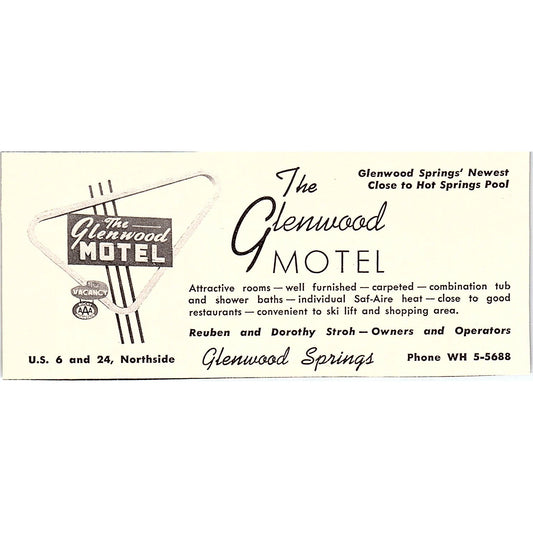 The
Glenwood
MOTEL
VACANCY
AAA
U.S. 6 and 24, Northside
Glenwood Springs' Newest
Close to Hot Springs Pool
The
Glenwood
MOTEL
Attractive rooms — well furnished — carpeted — combination tub
and shower baths — individual Saf-Aire heat — close to good
restaurants — convenient to ski lift and shopping area.
Reuben and Dorothy Stroh — Owners and Operators
Glenwood Springs
Phone WH 5-5688